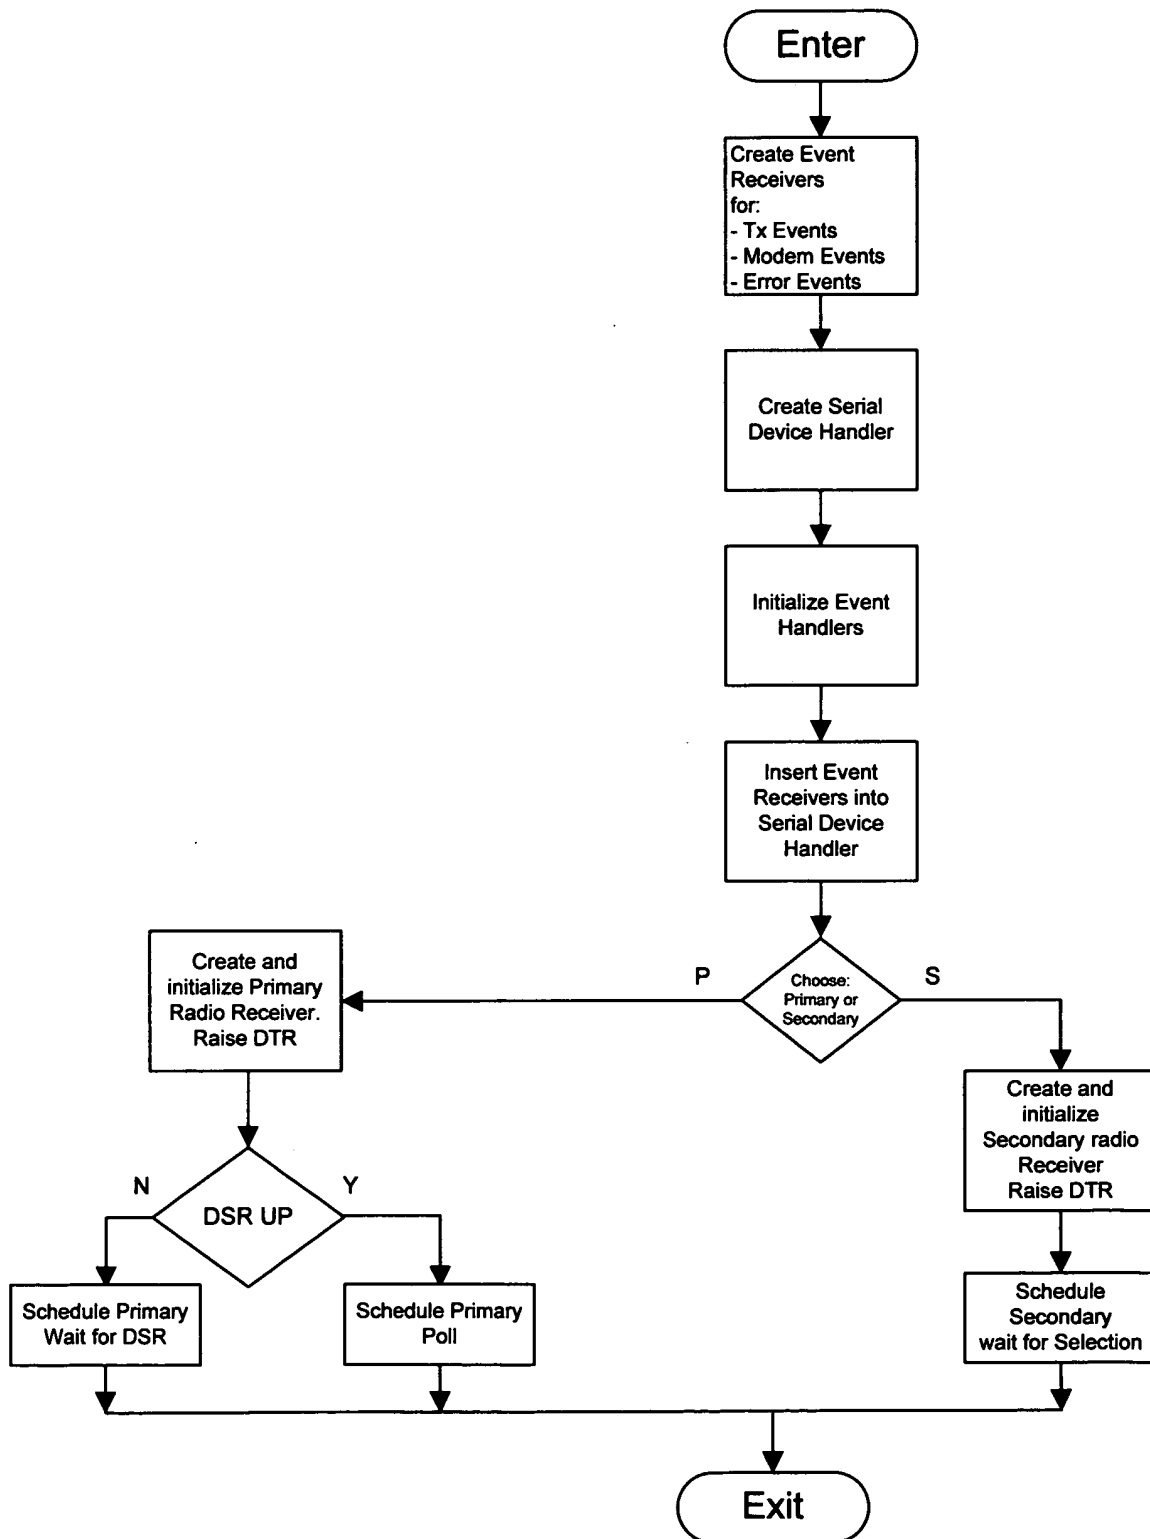 Enter
Create Event
Receivers
for:
- Tx Events
- Modem Events
- Error Events
Create Serial
Device Handler
Initialize Event
Handlers
Insert Event
Receivers into
Serial Device
Handler
Choose:
Primary or
Secondary
P
S
Create and
initialize Primary
Radio Receiver.
Raise DTR
Create and
initialize
Secondary radio
Receiver
Raise DTR
DSR UP
N
Y
Schedule Primary
Wait for DSR
Schedule Primary
Poll
Schedule
Secondary
wait for Selection
Exit